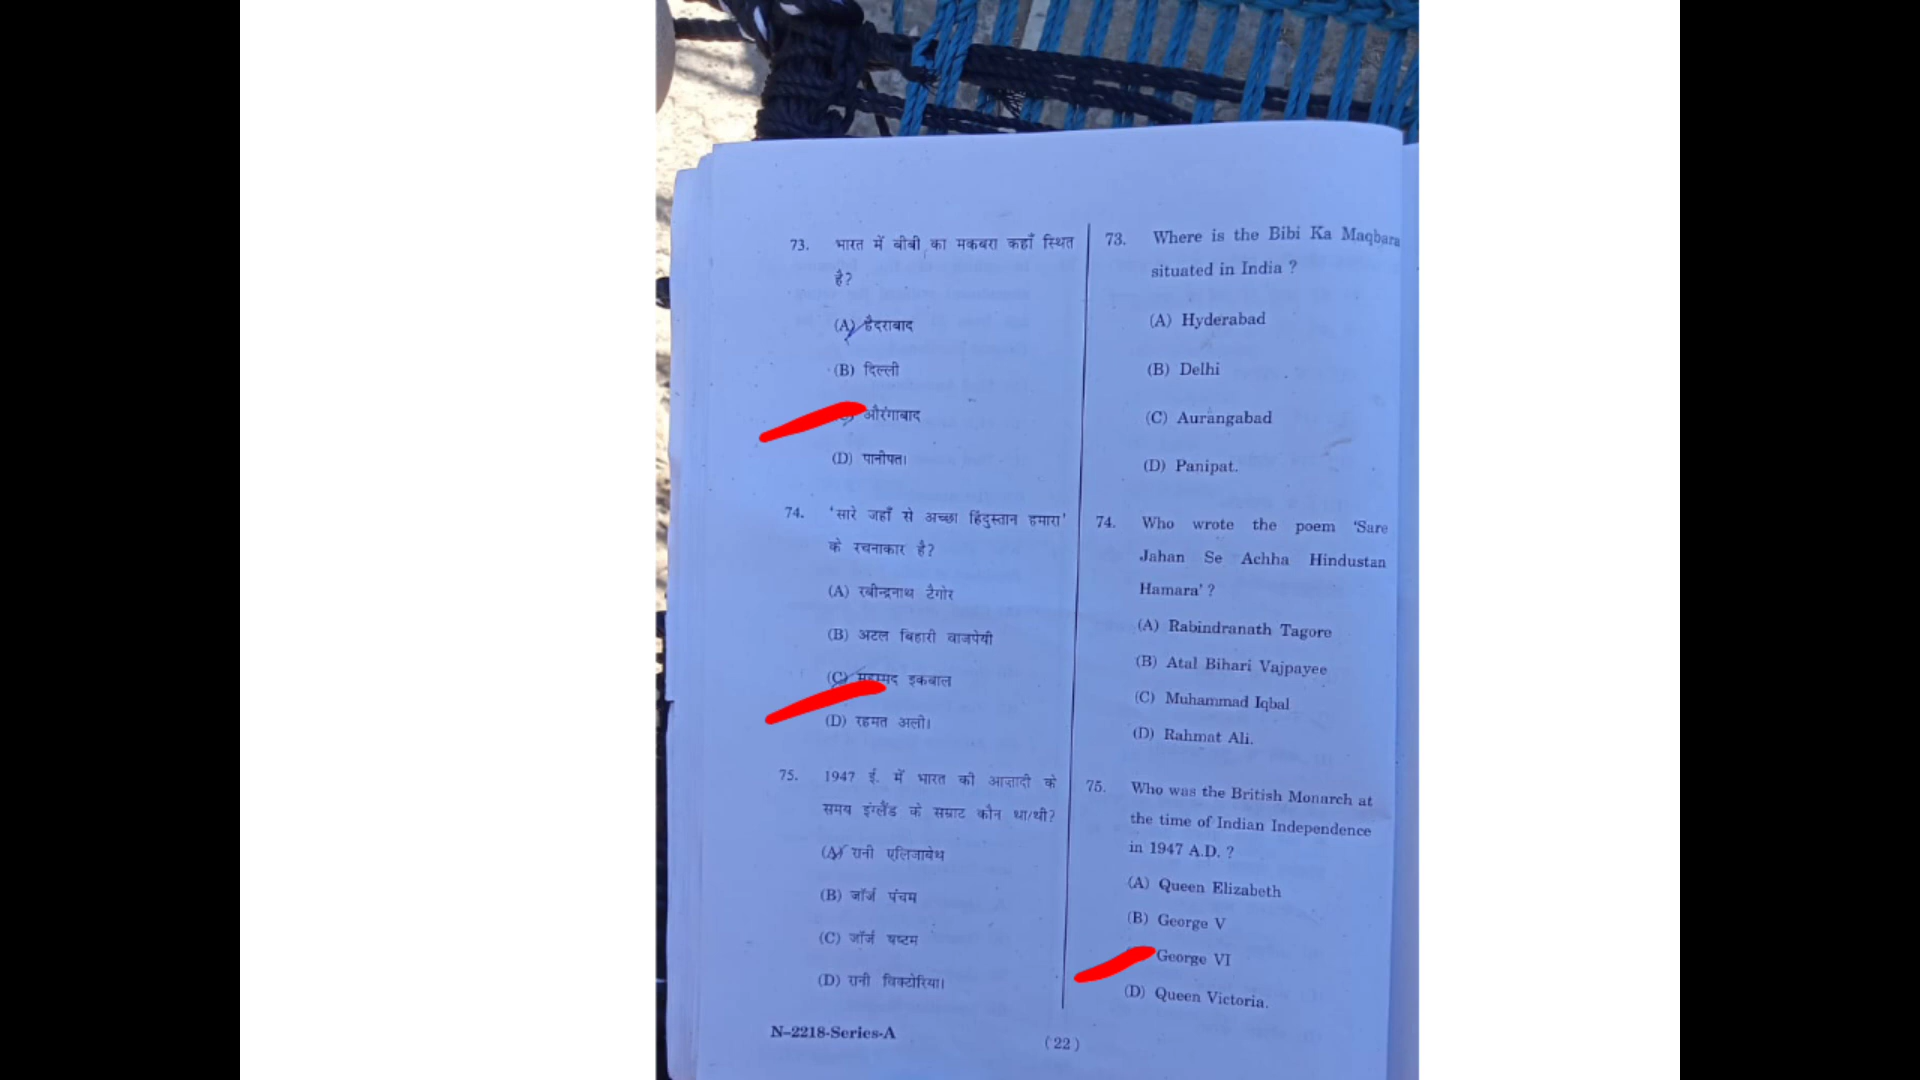 73. भारत में बीबी का मकबरा कहाँ स्थित
है?
(A) हैदराबाद
(B) दिल्ली
औरंगाबाद
(D) पानीपत।
74. 'सारे जहाँ से अच्छा हिंदुस्तान हमारा'
के रचनाकार है?
(A) रबीन्द्रनाथ टैगोर
(B) अटल बिहारी वाजपेयी
(C) मुहम्मद इकबाल
(D) रहमत अली।
75. 1947 ई. में भारत की आज़ादी के
समय इंग्लैंड के सम्राट कौन था/थी?
(A) रानी एलिजाबेथ
(B) जॉर्ज पंचम
(C) जॉर्ज षष्टम
(D) रानी विक्टोरिया।
73. Where is the Bibi Ka Maqbara
situated in India ?
(A) Hyderabad
(B) Delhi
(C) Aurangabad
(D) Panipat.
74. Who wrote the poem 'Sare
Jahan Se Achha Hindustan
Hamara' ?
(A) Rabindranath Tagore
(B) Atal Bihari Vajpayee
(C) Muhammad Iqbal
(D) Rahmat Ali.
75. Who was the British Monarch at
the time of Indian Independence
in 1947 A.D. ?
(A) Queen Elizabeth
(B) George V
George VI
(D) Queen Victoria.
N–2218-Series-A
( 22 )